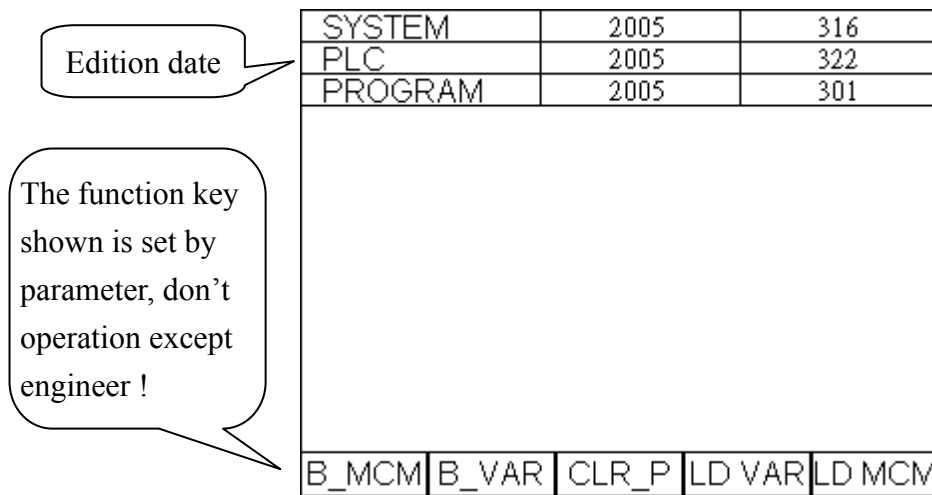 SYSTEM 2005 316
Edition date
PLC 2005 322
PROGRAM 2005 301
The function key
shown is set by
parameter, don’t
operation except
engineer !
B_MCM B_VAR CLR_P LD VAR LD MCM